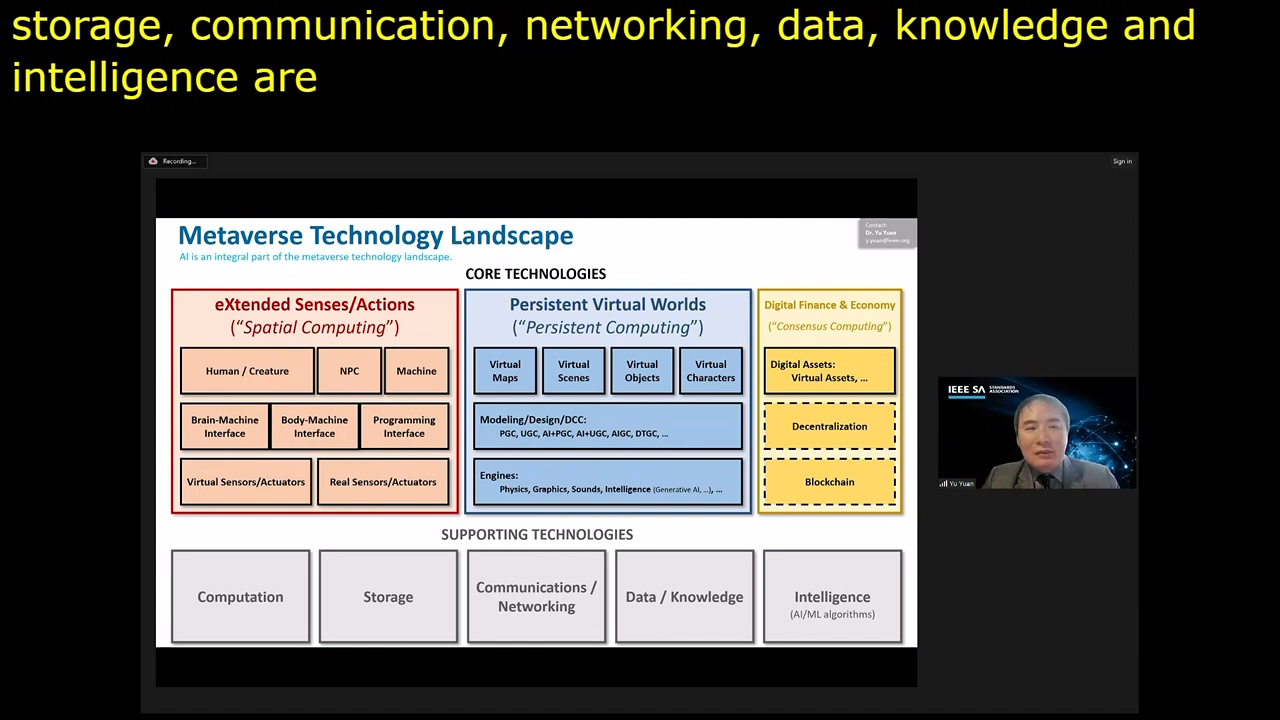 storage, communication, networking, data, knowledge and
intelligence are
Recording...
Sign in
Metaverse Technology Landscape
AI is an integral part of the metaverse technology landscape.
Contact:
Dr. Yu Yuan
y.yuan@ieee.org
CORE TECHNOLOGIES
eXtended Senses/Actions
(“Spatial Computing”)
Human / Creature
NPC
Machine
Brain-Machine
Interface
Body-Machine
Interface
Programming
Interface
Virtual Sensors/Actuators
Real Sensors/Actuators
Persistent Virtual Worlds
(“Persistent Computing”)
Virtual
Maps
Virtual
Scenes
Virtual
Objects
Virtual
Characters
Modeling/Design/DCC:
PGC, UGC, AI+PGC, AI+UGC, AIGC, DTGC, ...
Engines:
Physics, Graphics, Sounds, Intelligence (Generative AI, ...), ...
Digital Finance & Economy
(“Consensus Computing”)
Digital Assets:
Virtual Assets, ...
Decentralization
Blockchain
SUPPORTING TECHNOLOGIES
Computation
Storage
Communications /
Networking
Data / Knowledge
Intelligence
(AI/ML algorithms)
IEEE SA STANDARDS
ASSOCIATION
Yu Yuan